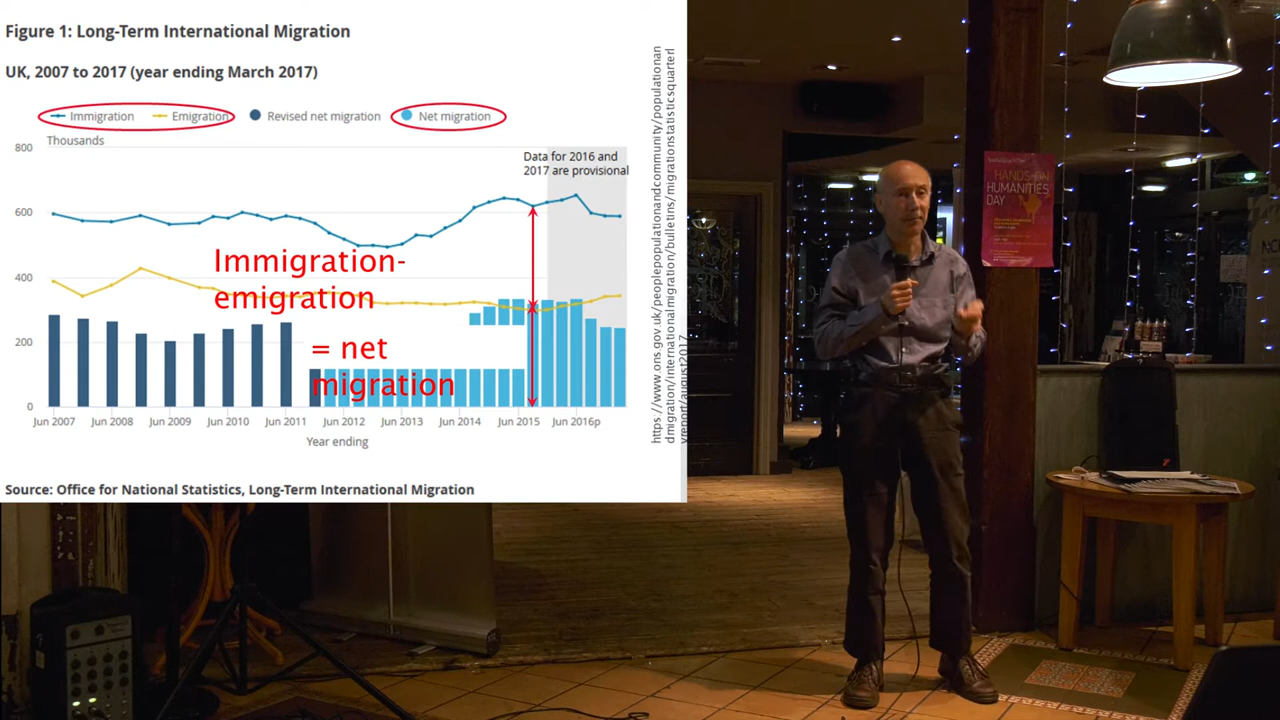 Figure 1: Long-Term International Migration
UK, 2007 to 2017 (year ending March 2017)
Immigration Emigration Revised net migration Net migration
Thousands
800
Data for 2016 and
2017 are provisional
600
400
200
0
Immigration-
emigration
= net
migration
Jun 2007 Jun 2008 Jun 2009 Jun 2010 Jun 2011 Jun 2012 Jun 2013 Jun 2014 Jun 2015 Jun 2016p
Year ending
Source: Office for National Statistics, Long-Term International Migration
https://www.ons.gov.uk/peoplepopulationandcommunity/populationan
dmigration/internationalmigration/bulletins/migrationstatisticsquarterl
yreport/august2017
HANDS-ON
HUMANITIES
DAY